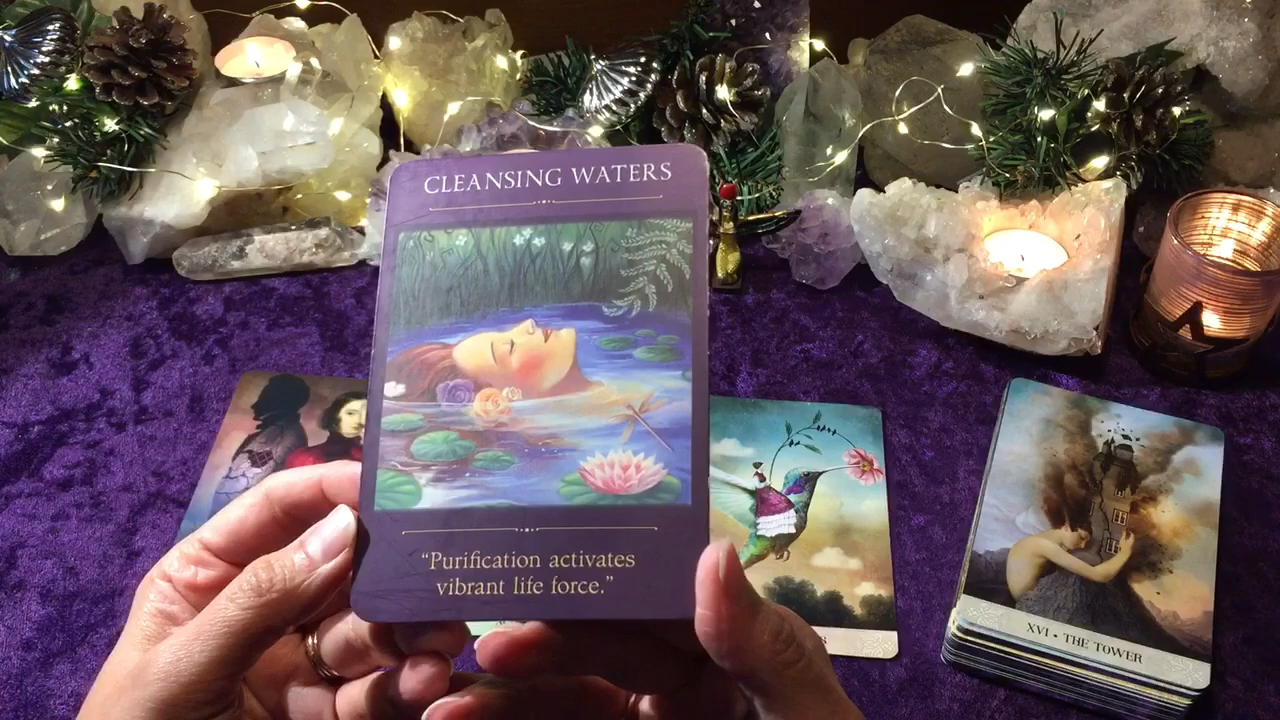 CLEANSING WATERS
“Purification activates
vibrant life force.”
XVI • THE TOWER